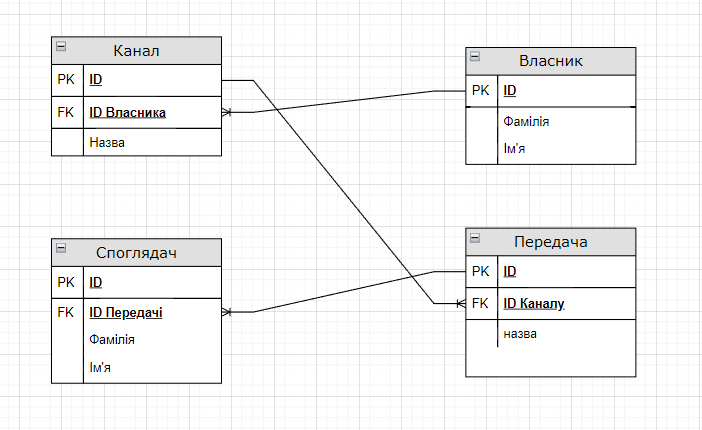 Канал
PK ID
FK ID Власника
Назва
Власник
PK ID
Фамілія
Ім'я
Споглядач
PK ID
FK ID Передачі
Фамілія
Ім'я
Передача
PK ID
FK ID Каналу
назва